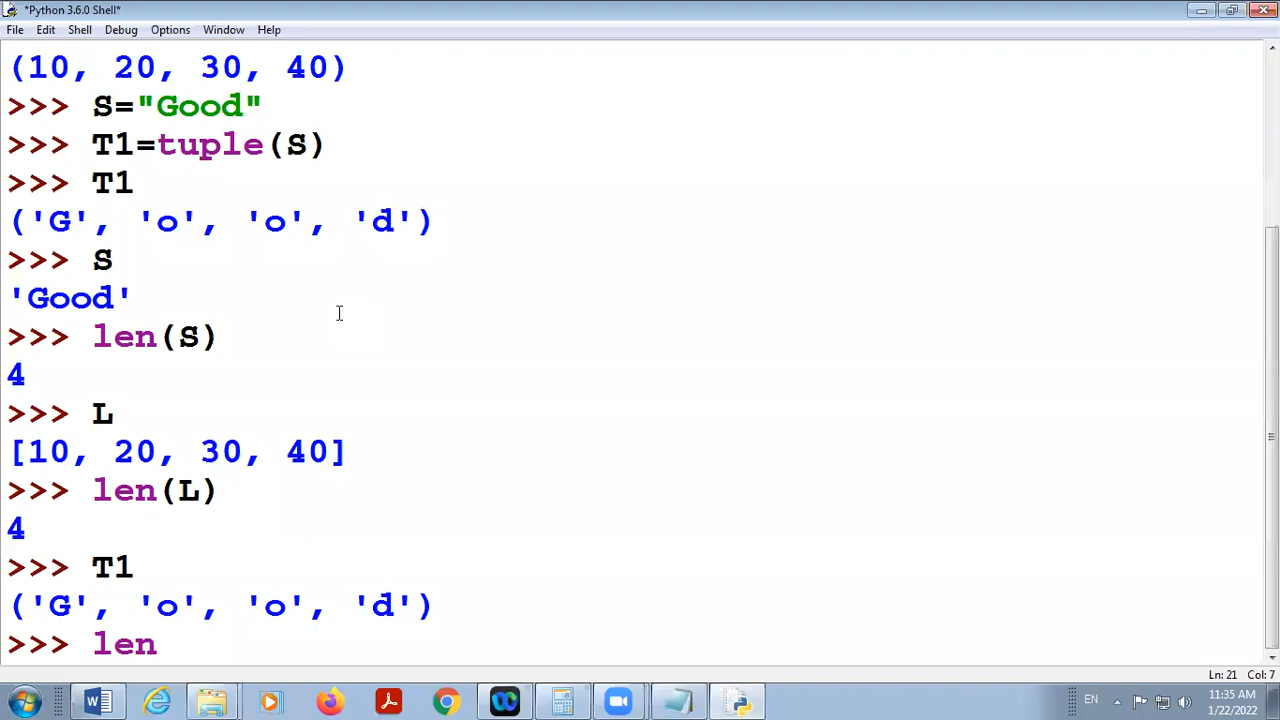 *Python 3.6.0 Shell*
File Edit Shell Debug Options Window Help
(10, 20, 30, 40)
>>> S="Good"
>>> T1=tuple(S)
>>> T1
('G', 'o', 'o', 'd')
>>> S
'Good'
>>> len(S)
4
>>> L
[10, 20, 30, 40]
>>> len(L)
4
>>> T1
('G', 'o', 'o', 'd')
>>> len
Ln: 21 Col: 7
EN
11:35 AM
1/22/2022